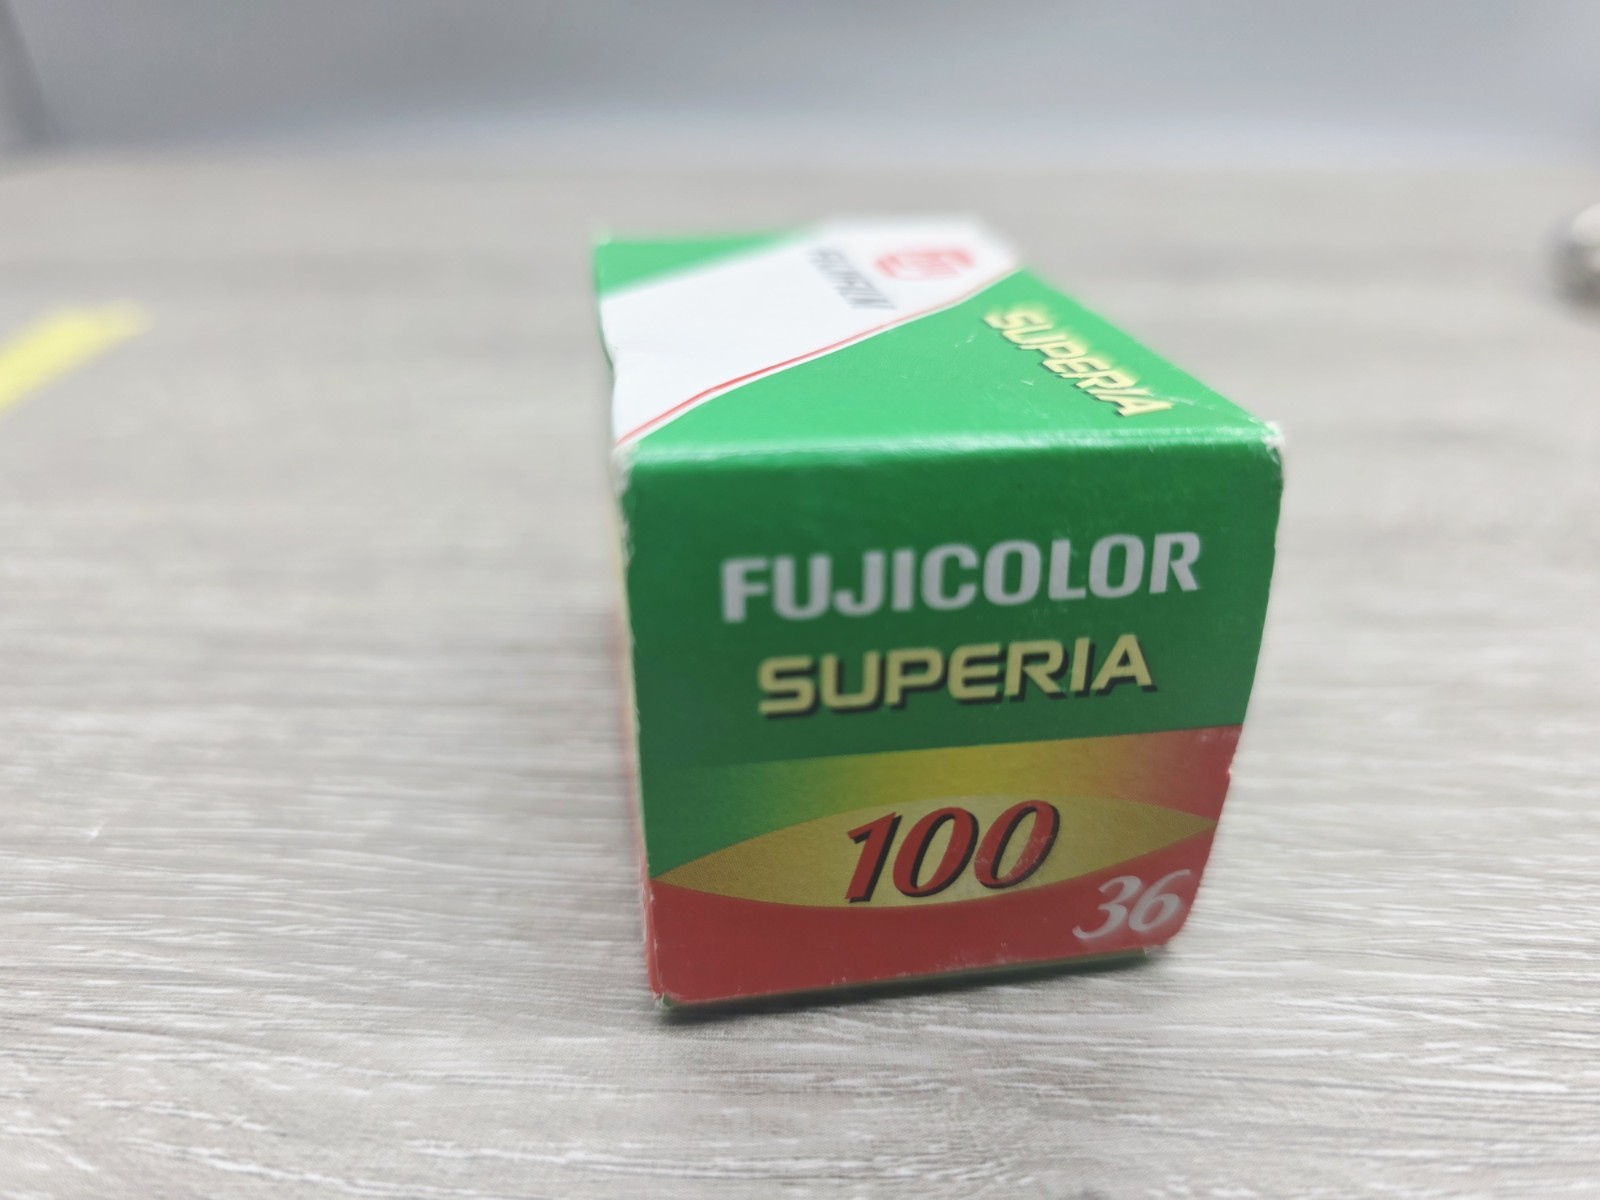 FUJIFILM
SUPERIA
FUJICOLOR
SUPERIA
100
36